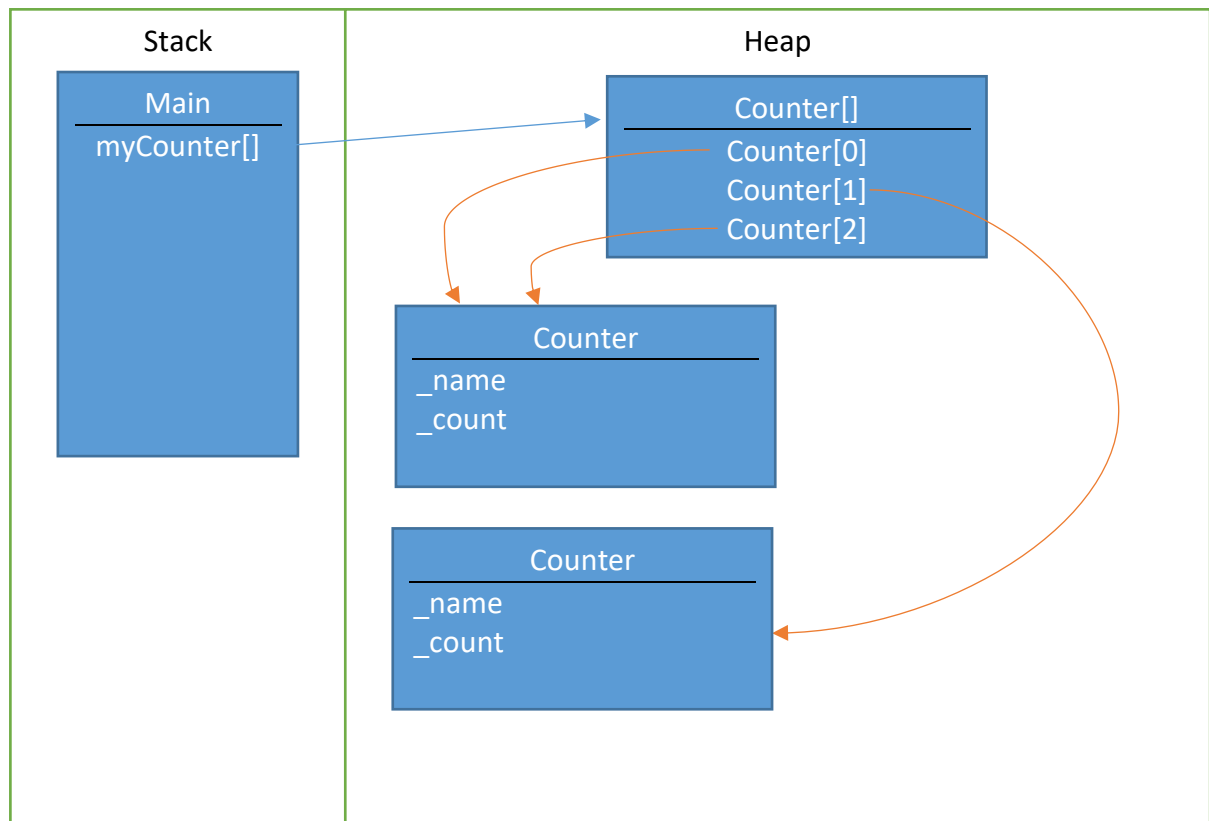 Stack
Heap
Main
myCounter[]
Counter[]
Counter[0]
Counter[1]
Counter[2]
Counter
_name
_count
Counter
_name
_count